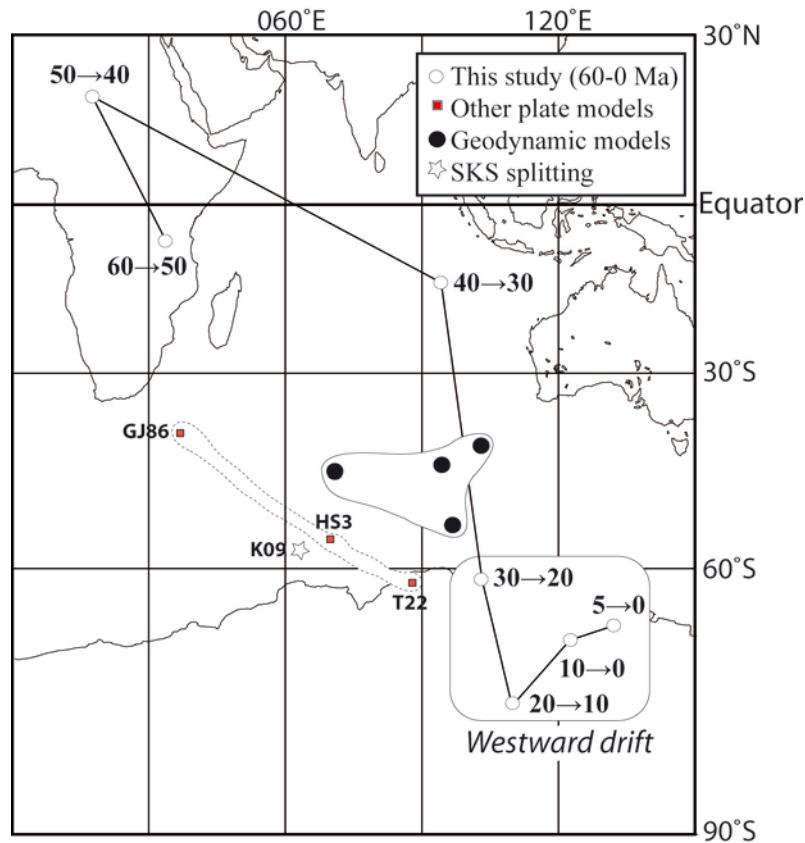 060˚E 120˚E
30˚N
50→40
This study (60-0 Ma)
Other plate models
Geodynamic models
SKS splitting
Equator
60→50
40→30
30˚S
GJ86
HS3
K09
T22
60˚S
30→20
5→0
10→0
20→10
Westward drift
90˚S